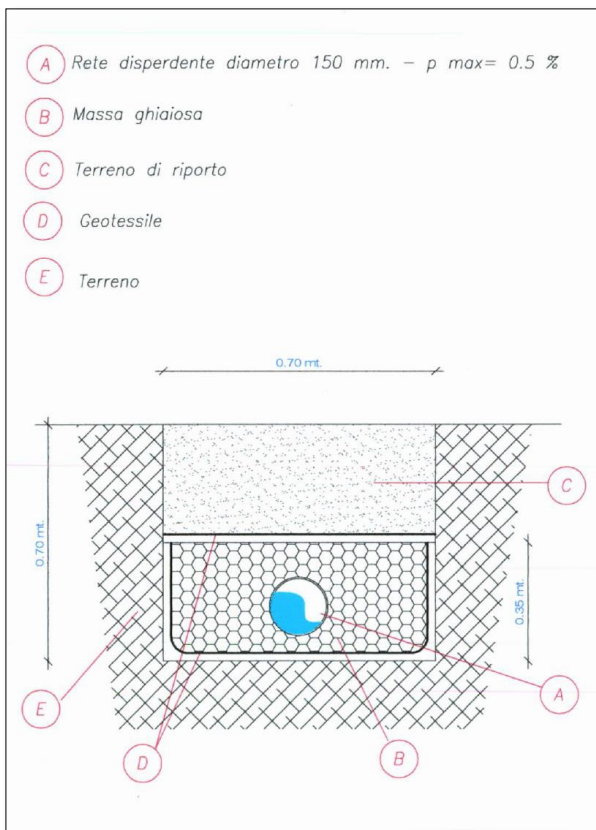 A Rete disperdente diametro 150 mm. – p max= 0.5 %
B Massa ghiaiosa
C Terreno di riporto
D Geotessile
E Terreno
0.70 mt.
0.70 mt.
C
0.35 mt.
E
D
B
A